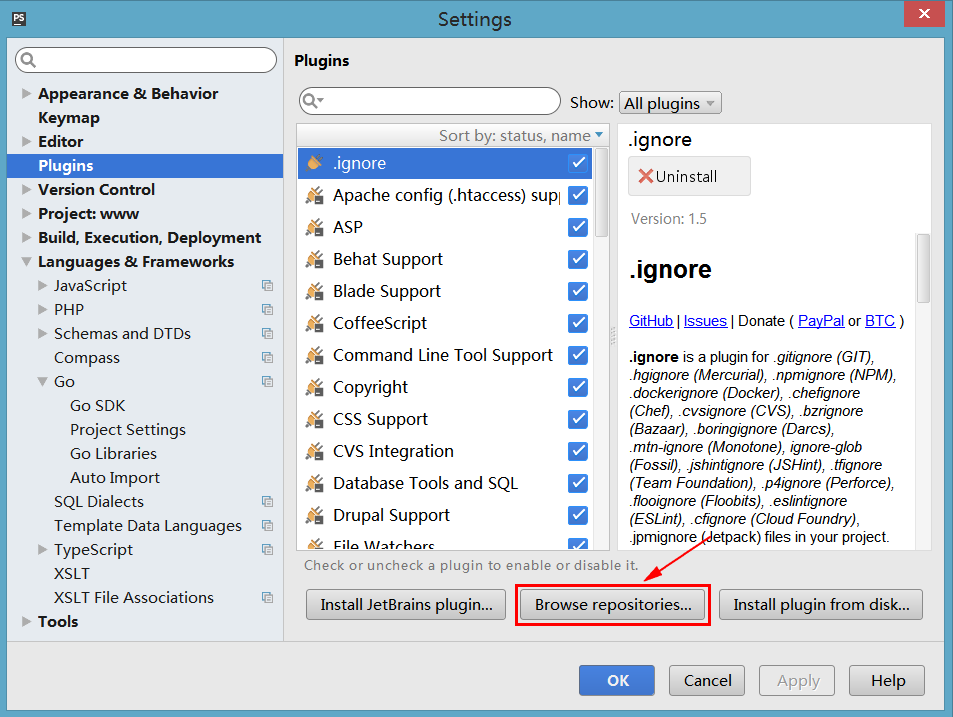 PS
Settings
Appearance & Behavior
Keymap
Editor
Plugins
Version Control
Project: www
Build, Execution, Deployment
Languages & Frameworks
JavaScript
PHP
Schemas and DTDs
Compass
Go
Go SDK
Project Settings
Go Libraries
Auto Import
SQL Dialects
Template Data Languages
TypeScript
XSLT
XSLT File Associations
Tools
Plugins
Show: All plugins
Sort by: status, name
.ignore
Apache config (.htaccess) supp
ASP
Behat Support
Blade Support
CoffeeScript
Command Line Tool Support
Copyright
CSS Support
CVS Integration
Database Tools and SQL
Drupal Support
File Watchers
Check or uncheck a plugin to enable or disable it.
.ignore
Uninstall
Version: 1.5
.ignore
GitHub | Issues | Donate ( PayPal or BTC )
.ignore is a plugin for .gitignore (GIT),
.hgignore (Mercurial), .npmignore (NPM),
.dockerignore (Docker), .chefignore
(Chef), .cvsignore (CVS), .bzrignore
(Bazaar), .boringignore (Darcs),
.mtn-ignore (Monotone), ignore-glob
(Fossil), .jshintignore (JSHint), .tfignore
(Team Foundation), .p4ignore (Perforce),
.flooignore (Floobits), .eslintignore
(ESLint), .cfignore (Cloud Foundry),
.jpmignore (Jetpack) files in your project.
Install JetBrains plugin...
Browse repositories...
Install plugin from disk...
OK
Cancel
Apply
Help